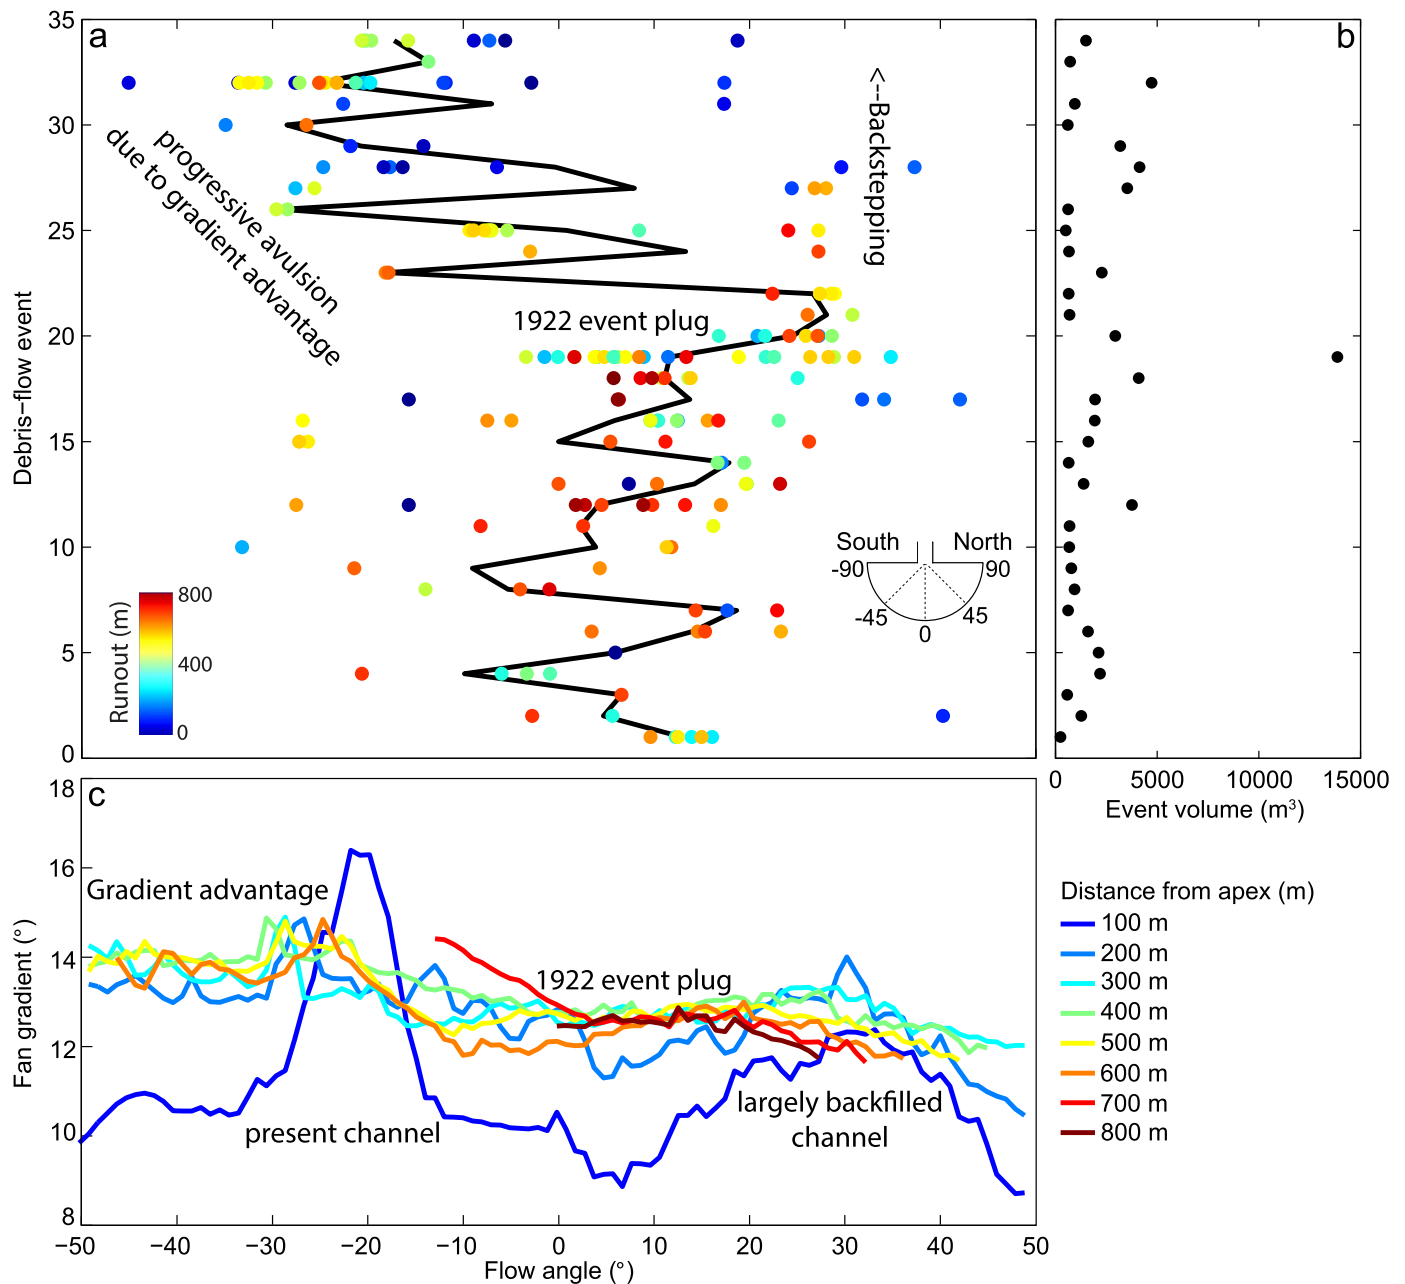 a
35
30
25
20
15
10
5
0
Debris−flow event
progressive avulsion
due to gradient advantage
<--Backstepping
1922 event plug
South
North
-90
90
-45
45
0
Runout (m)
800
400
0
b
0
5000
10000
15000
Event volume (m³)
c
18
16
14
12
10
8
Fan gradient (°)
Gradient advantage
1922 event plug
present channel
largely backfilled
channel
−50
−40
−30
−20
−10
0
10
20
30
40
50
Flow angle (°)
Distance from apex (m)
100 m
200 m
300 m
400 m
500 m
600 m
700 m
800 m